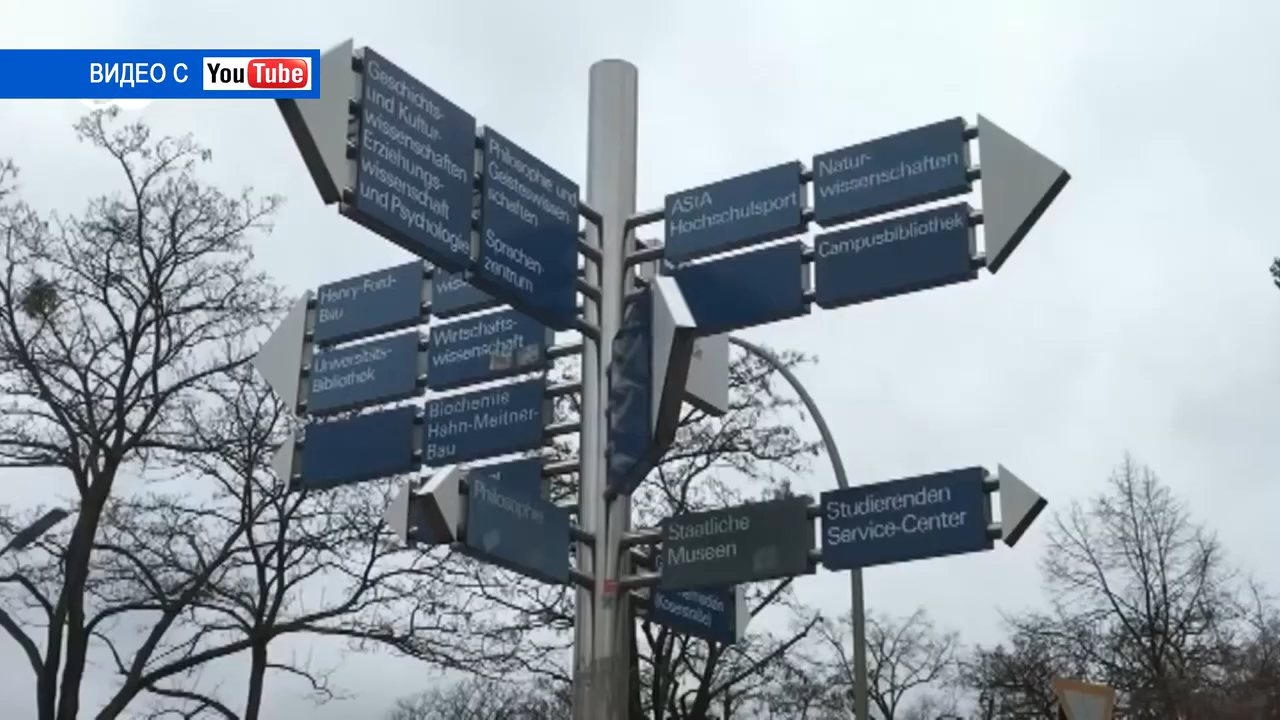 ВИДЕО С YouTube
Geschichts-
und Kultur-
wissenschaften
Erziehungs-
wissenschaft
und Psychologie
Philosophie und
Geisteswissen
schaften
Sprachen-
zentrum
AStA
Hochschulsport
Natur-
wissenschaften
Campusbibliothek
Henry-Ford-
Bau
Universitäts-
Bibliothek
Wirtschafts-
wissenschaft
Biochemie
Hahn-Meitner-
Bau
Philosophie
Staatliche
Museen
Studierenden
Service-Center